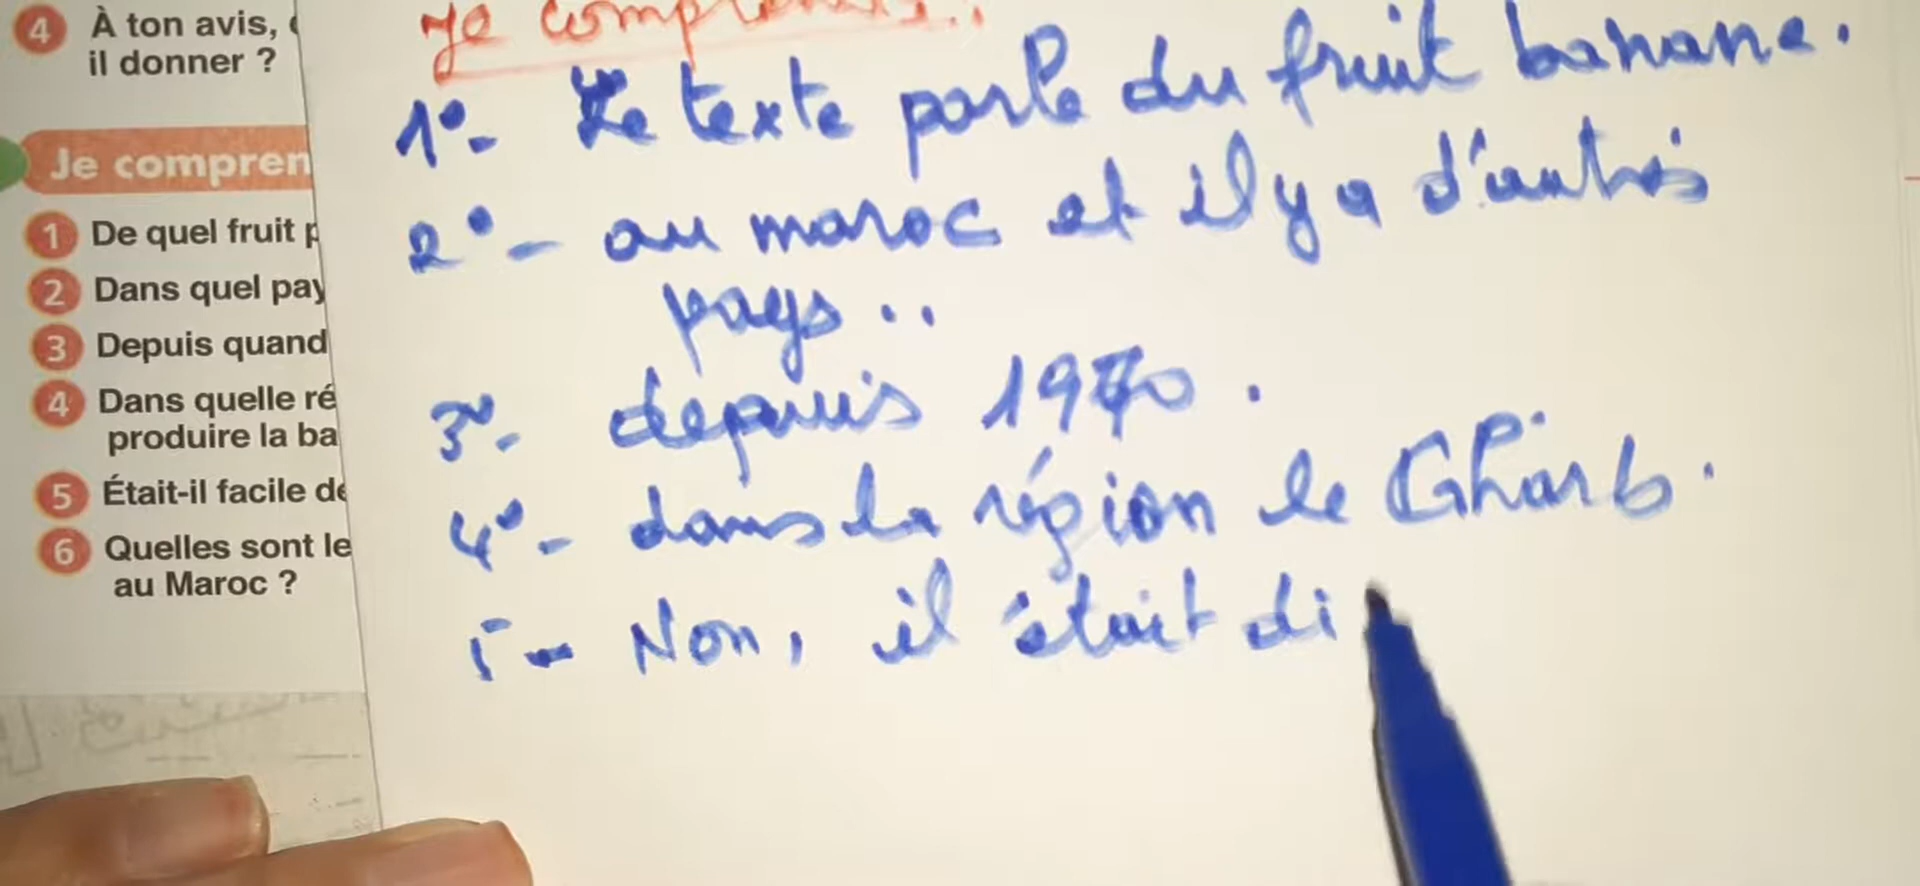 4 À ton avis,
il donner ?
Je compren
1 De quel fruit p
2 Dans quel pay
3 Depuis quand
4 Dans quelle ré
produire la ba
5 Était-il facile de
6 Quelles sont le
au Maroc ?
Je comprends..
1°- Le texte parle du fruit banane.
2°- au maroc et il y a d'autres
pays..
3°- depuis 1970.
4°- dans la région le Gharb.
5- Non, il était di